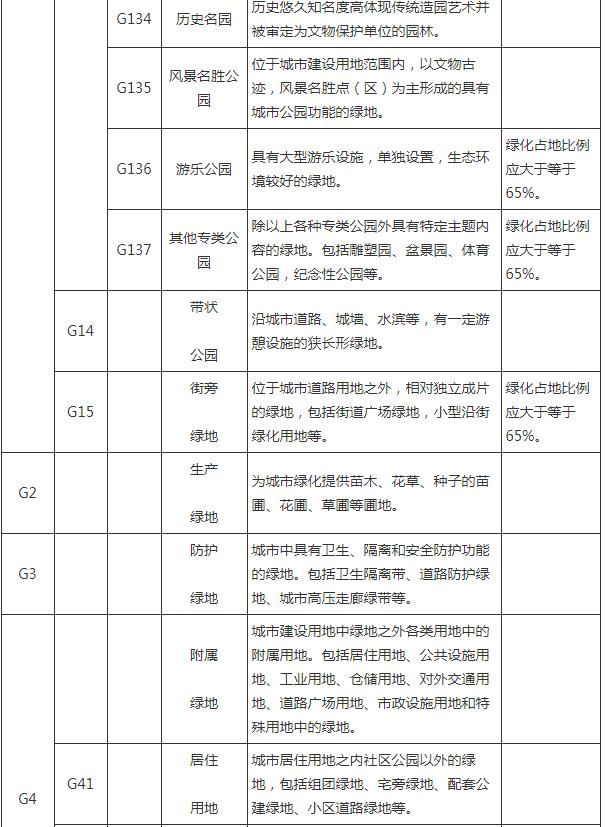 G134
历史名园
历史悠久知名度高体现传统造园艺术并
被审定为文物保护单位的园林。
G135
风景名胜公
园
位于城市建设用地范围内，以文物古
迹，风景名胜点（区）为主形成的具有
城市公园功能的绿地。
G136
游乐公园
具有大型游乐设施，单独设置，生态环
境较好的绿地。
绿化占地比例
应大于等于
65%。
G137
其他专类公
园
除以上各种专类公园外具有特定主题内
容的绿地。包括雕塑园、盆景园、体育
公园，纪念性公园等。
绿化占地比例
应大于等于
65%。
G14
带状
公园
沿城市道路、城墙、水滨等，有一定游
憩设施的狭长形绿地。
G15
街旁
绿地
位于城市道路用地之外，相对独立成片
的绿地，包括街道广场绿地，小型沿街
绿化用地等。
绿化占地比例
应大于等于
65%。
G2
生产
绿地
为城市绿化提供苗木、花草、种子的苗
圃、花圃、草圃等圃地。
G3
防护
绿地
城市中具有卫生、隔离和安全防护功能
的绿地。包括卫生隔离带、道路防护绿
地、城市高压走廊绿带等。
G4
附属
绿地
城市建设用地中绿地之外各类用地中的
附属用地。包括居住用地、公共设施用
地、工业用地、仓储用地、对外交通用
地、道路广场用地、市政设施用地和特
殊用地中的绿地。
G41
居住
用地
城市居住用地之内社区公园以外的绿
地，包括组团绿地、宅旁绿地、配套公
建绿地、小区道路绿地等。